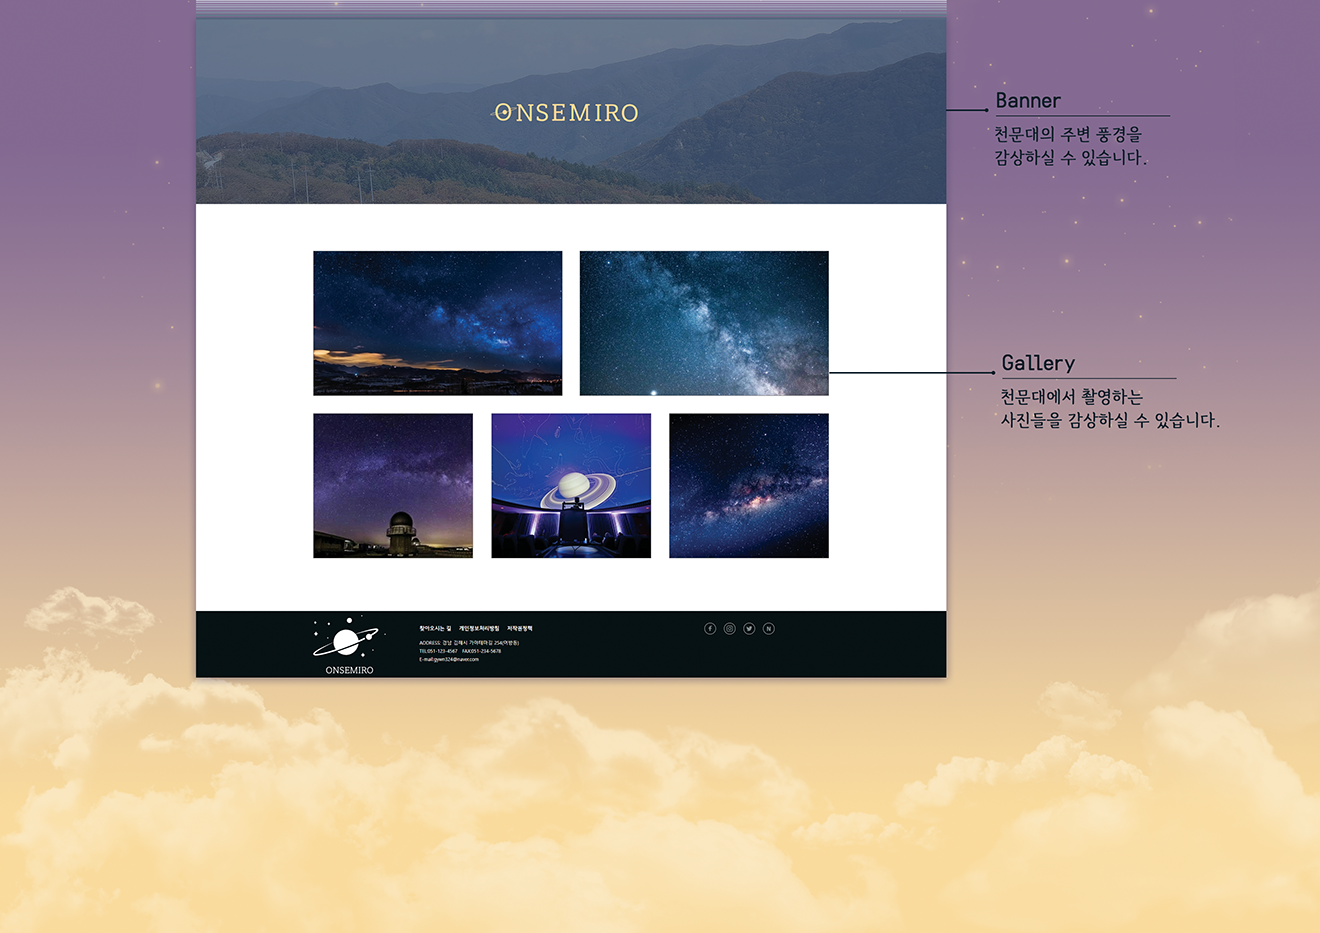 ONSEMIRO
Banner
천문대의 주변 풍경을
감상하실 수 있습니다.
Gallery
천문대에서 촬영하는
사진들을 감상하실 수 있습니다.
찾아오시는 길 개인정보처리방침 저작권정책
ADDRESS: 경남 김해시 가야테마길 254(어방동)
TEL:051-123-4567 FAX:051-234-5678
E-mail:gywn324@naver.com
ONSEMIRO